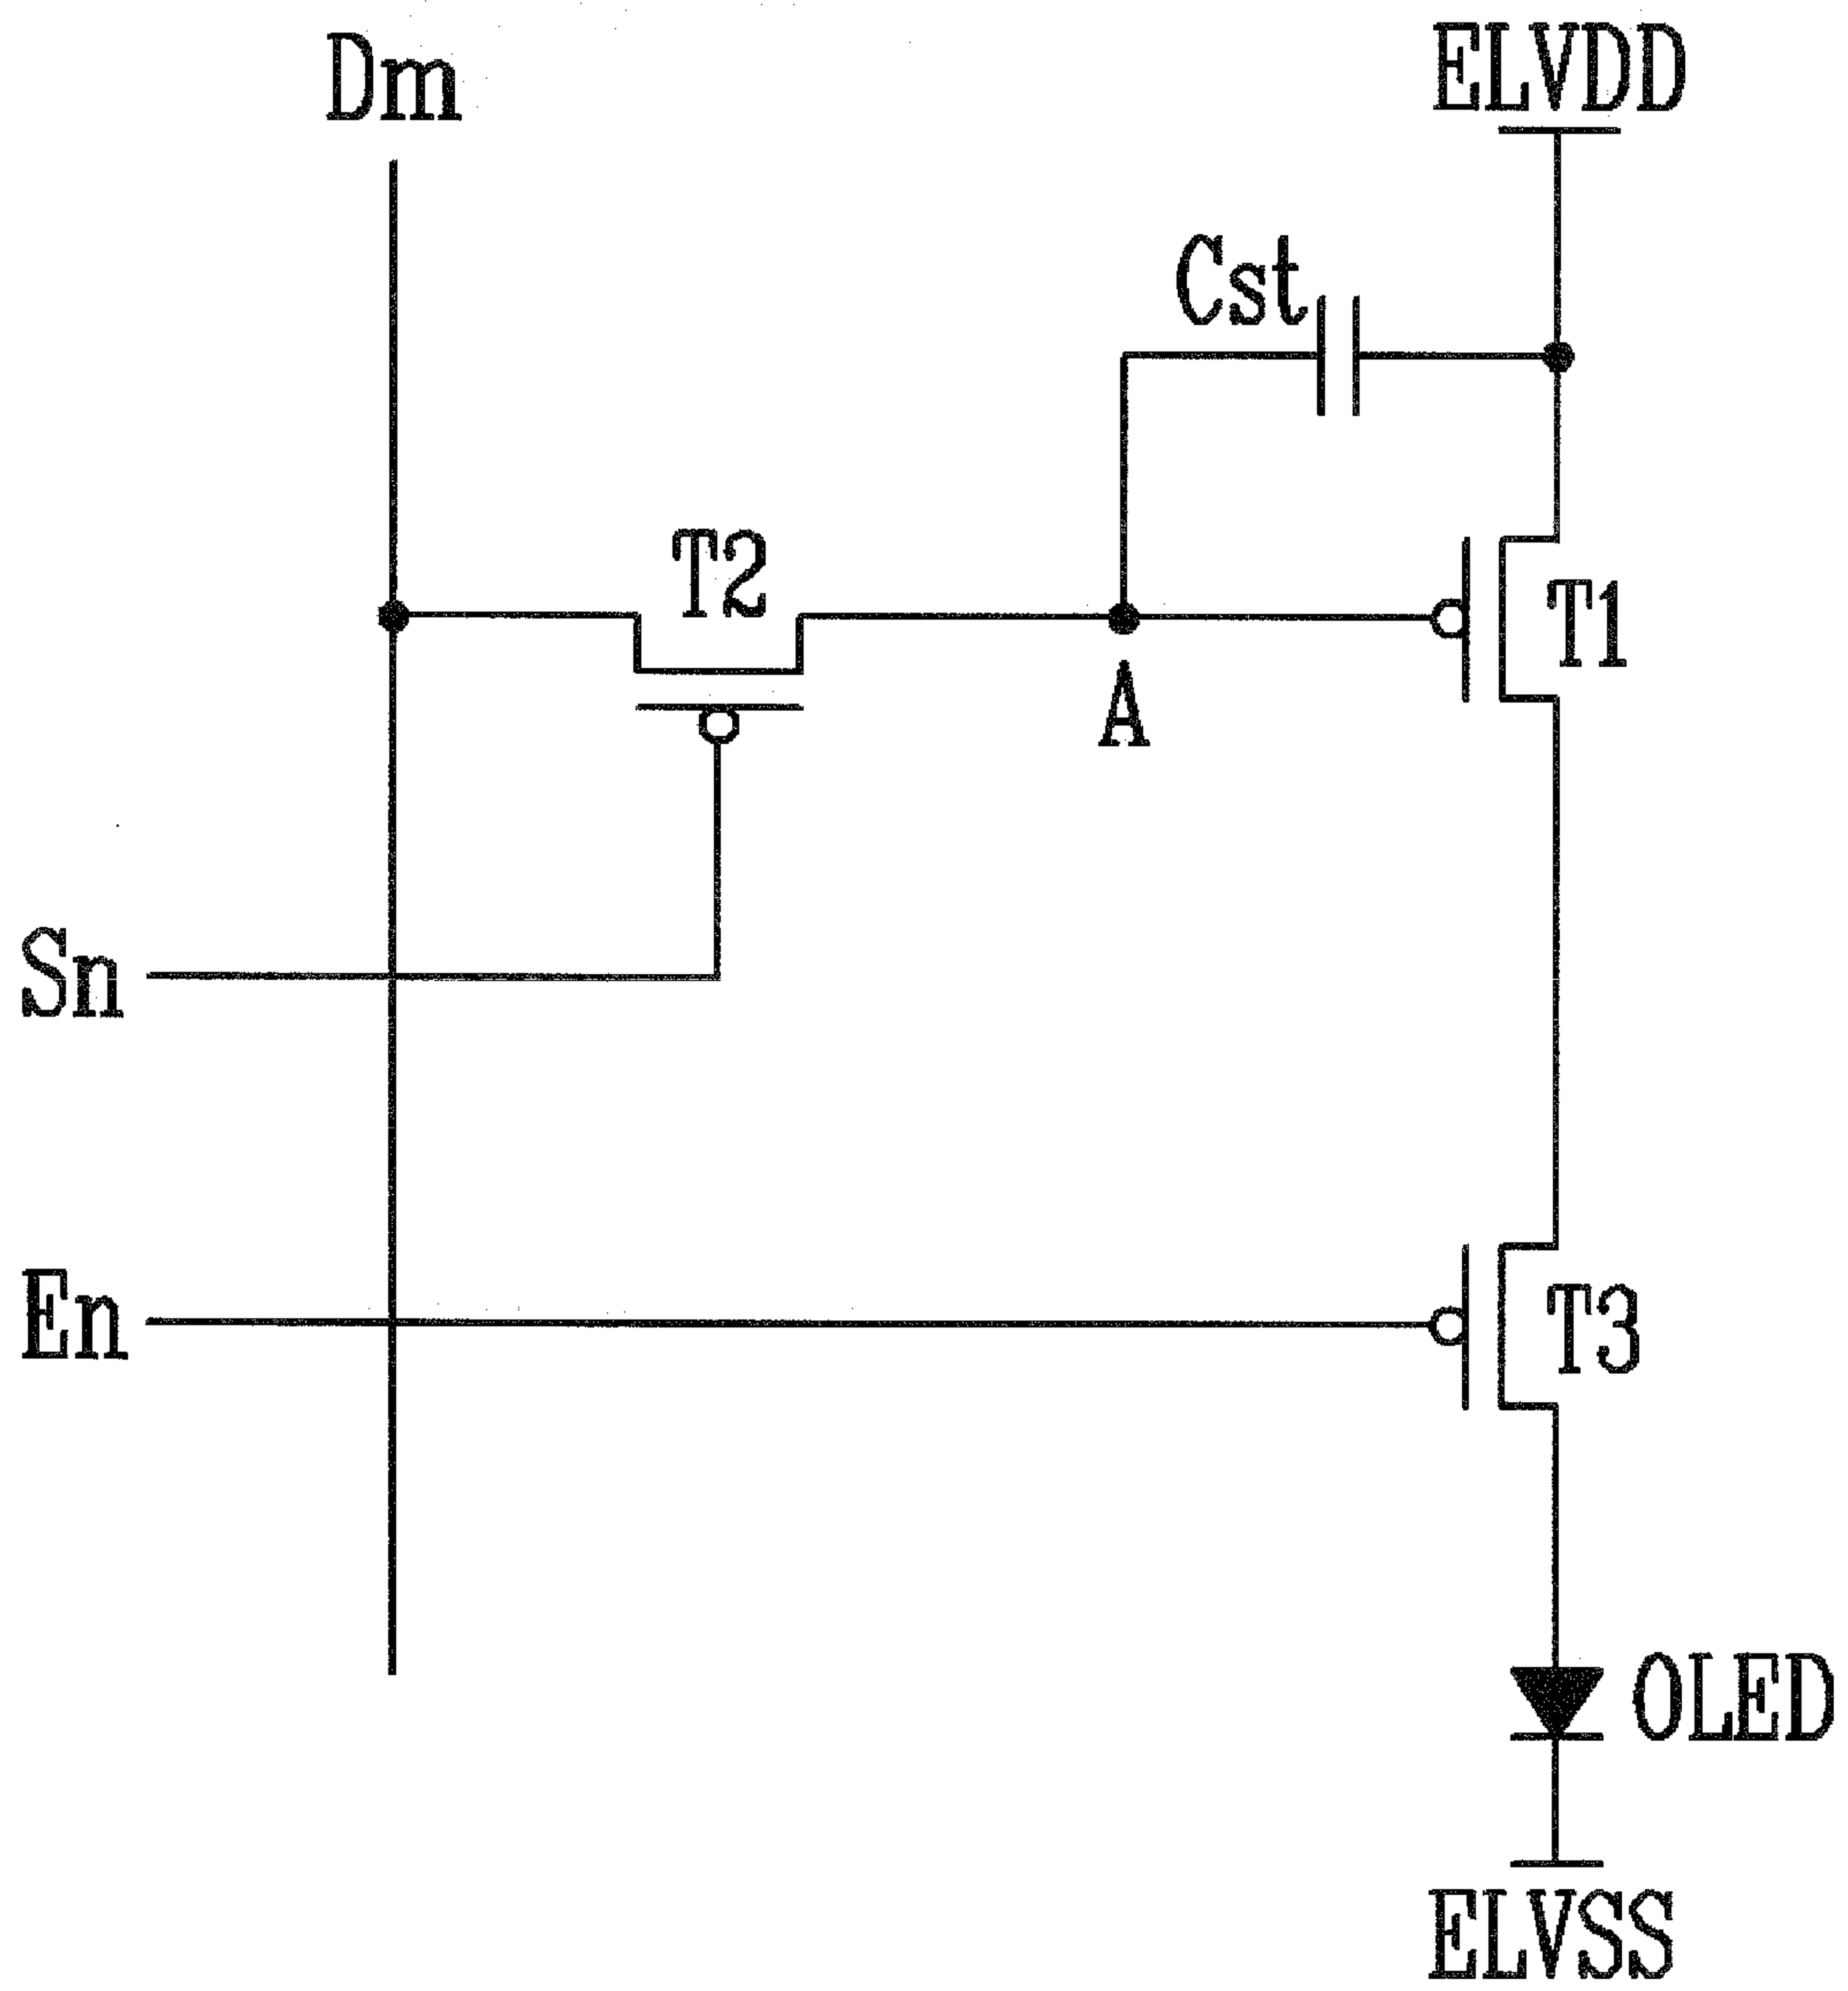 Dm
ELVDD
Cst
T2
T1
A
Sn
En
T3
OLED
ELVSS